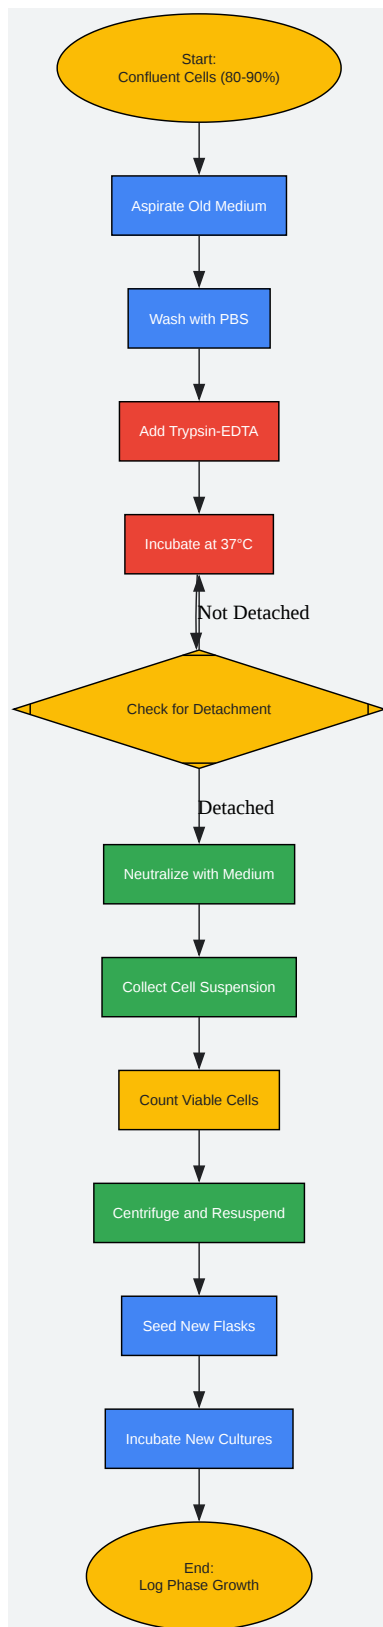 Start:
Confluent Cells (80-90%)
Aspirate Old Medium
Wash with PBS
Add Trypsin-EDTA
Incubate at 37°C
Not Detached
Check for Detachment
Detached
Neutralize with Medium
Collect Cell Suspension
Count Viable Cells
Centrifuge and Resuspend
Seed New Flasks
Incubate New Cultures
End:
Log Phase Growth